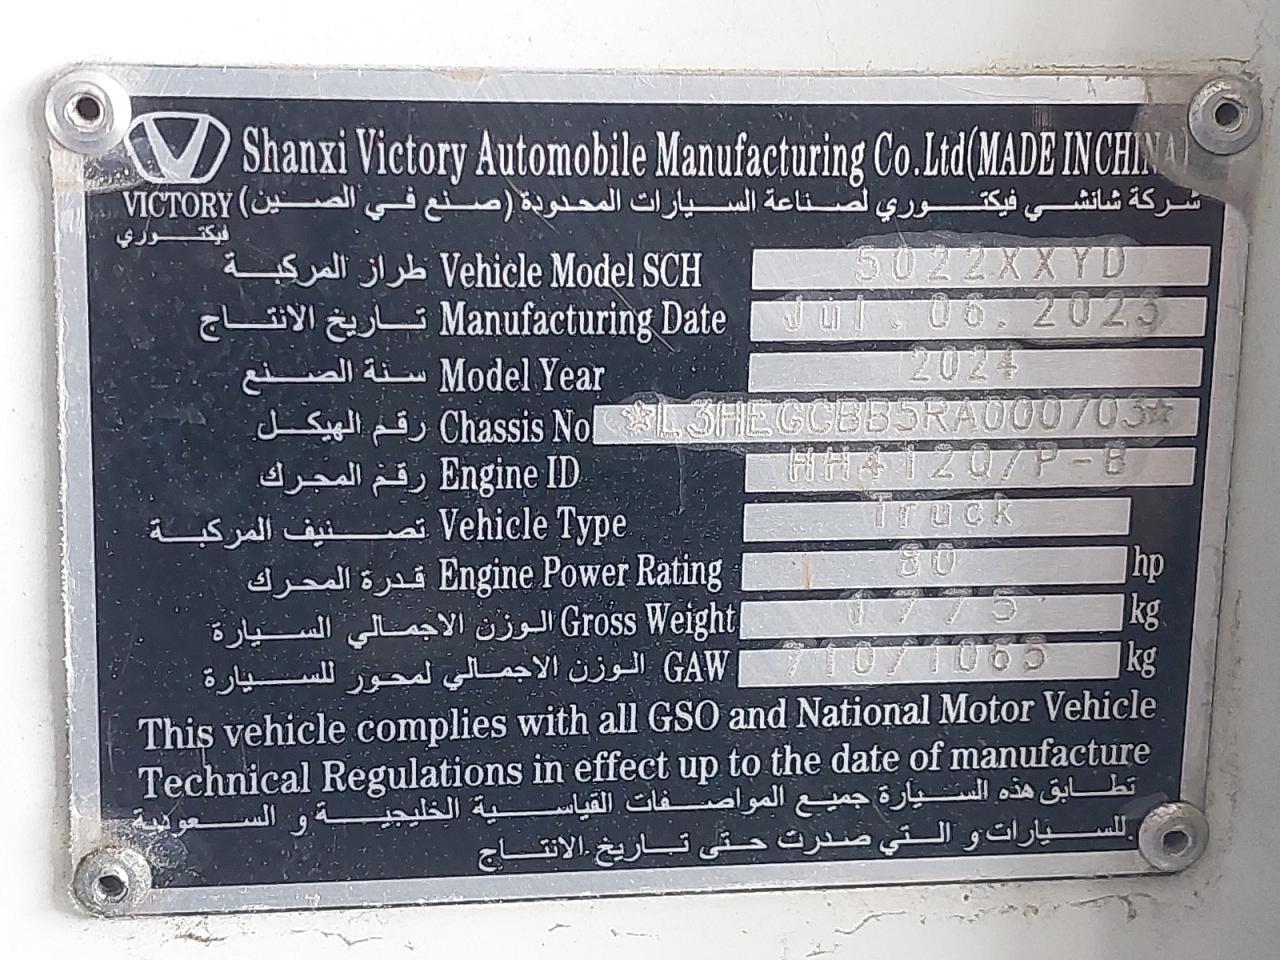 Shanxi Victory Automobile Manufacturing Co.Ltd(MADE IN CHINA)
VICTORY شركة شانشي فيكتوري لصناعة السيارات المحدودة (صنع في الصين)
فيكتوري
طراز المركبة Vehicle Model SCH 5022XXYD
تاريخ الانتاج Manufacturing Date Jul.06.2023
سنة الصنع Model Year 2024
رقم الهيكل Chassis No ☆L3HEGCBB5RA000703☆
رقم المحرك Engine ID HH412Q/P-B
تصنيف المركبة Vehicle Type Truck
قدرة المحرك Engine Power Rating 80 hp
الوزن الاجمالي السيارة Gross Weight 1775 kg
الوزن الاجمالي لمحور للسيارة GAW 710/1065 kg
This vehicle complies with all GSO and National Motor Vehicle
Technical Regulations in effect up to the date of manufacture
تطابق هذه السيارة جميع المواصفات القياسية الخليجية و السعودية
للسيارات و التي صدرت حتى تاريخ الانتاج